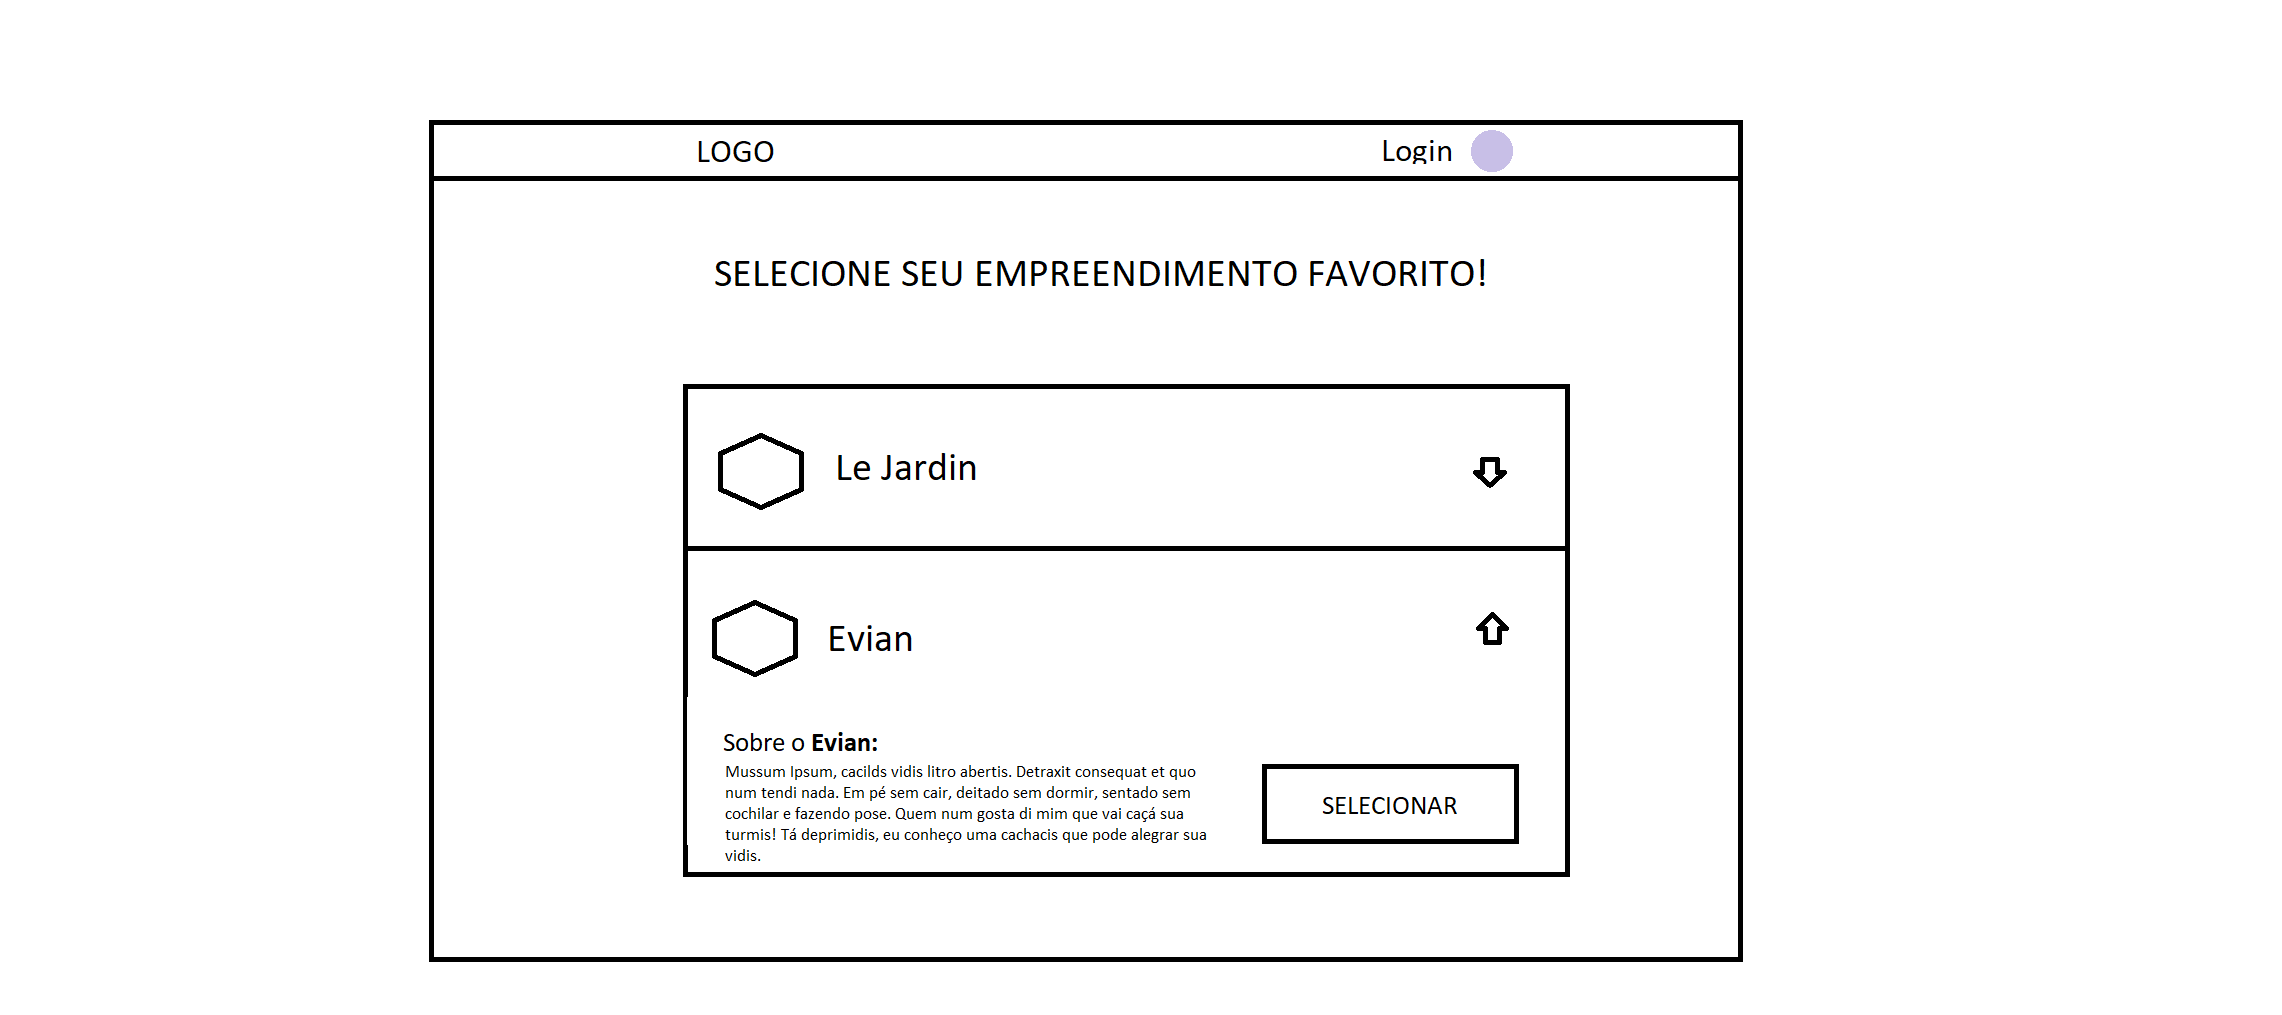 LOGO
Login
SELECIONE SEU EMPREENDIMENTO FAVORITO!
Le Jardin
Evian
Sobre o Evian:
Mussum Ipsum, cacilds vidis litro abertis. Detraxit consequat et quo
num tendi nada. Em pé sem cair, deitado sem dormir, sentado sem
cochilar e fazendo pose. Quem num gosta di mim que vai caçá sua
turmis! Tá deprimidis, eu conheço uma cachacis que pode alegrar sua
vidis.
SELECIONAR